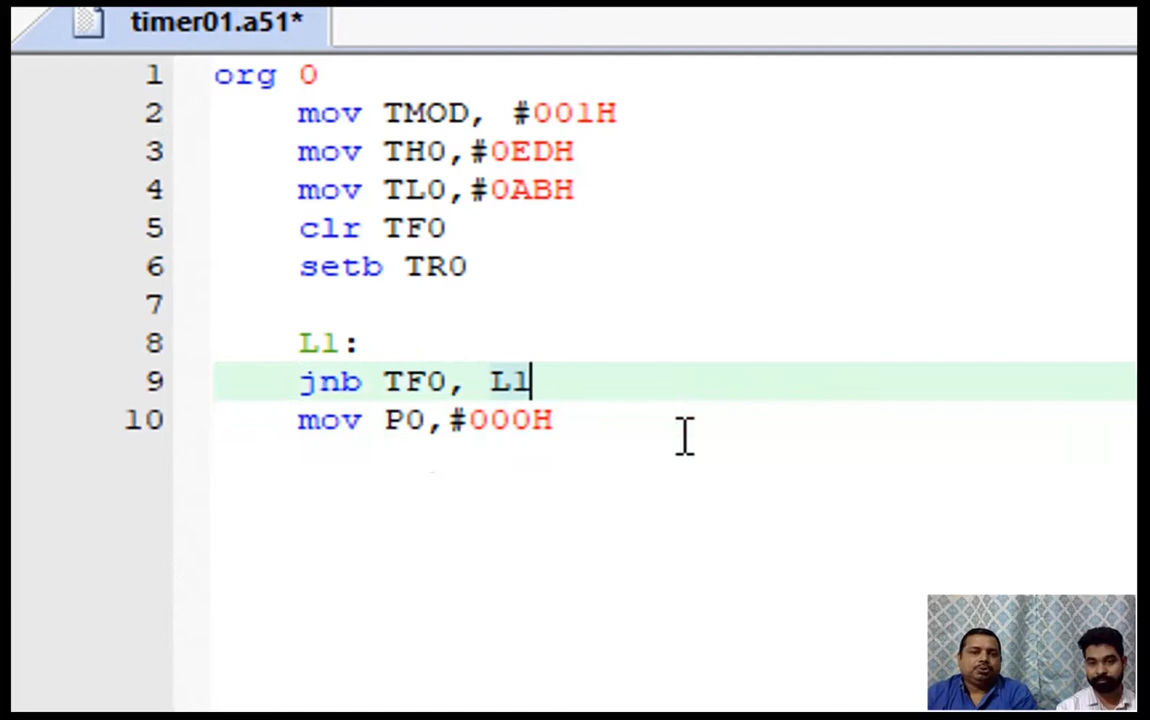 timer01.a51*
1 org 0
2 mov TMOD, #001H
3 mov TH0,#0EDH
4 mov TL0,#0ABH
5 clr TF0
6 setb TR0
7
8 L1:
9 jnb TF0, L1
10 mov P0,#000H